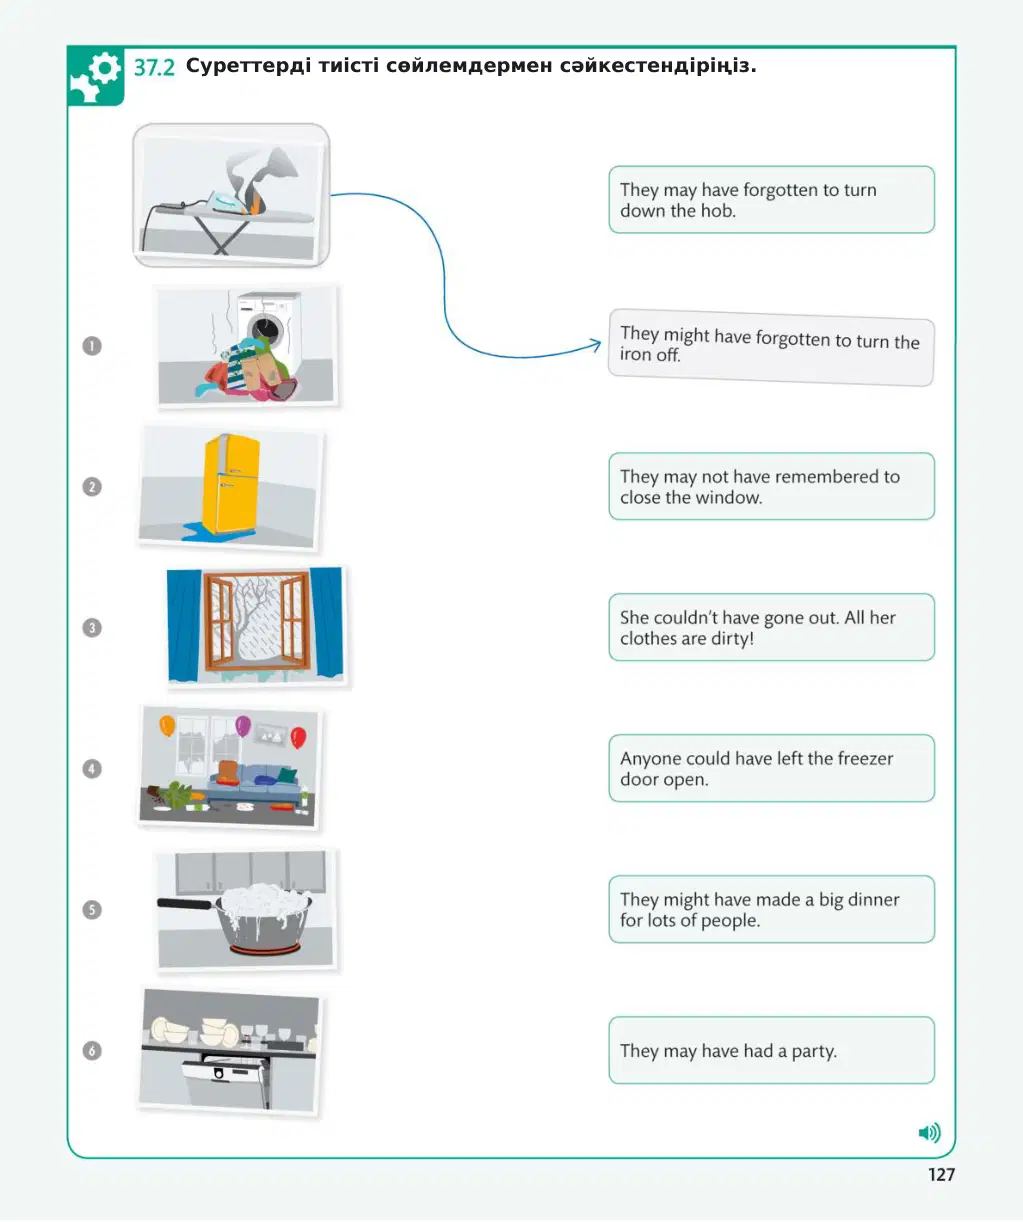 37.2 Суреттерді тиісті сөйлемдермен сәйкестендіріңіз.
They may have forgotten to turn
down the hob.
They might have forgotten to turn the
iron off.
1
2
They may not have remembered to
close the window.
3
She couldn't have gone out. All her
clothes are dirty!
4
Anyone could have left the freezer
door open.
5
They might have made a big dinner
for lots of people.
6
They may have had a party.
127